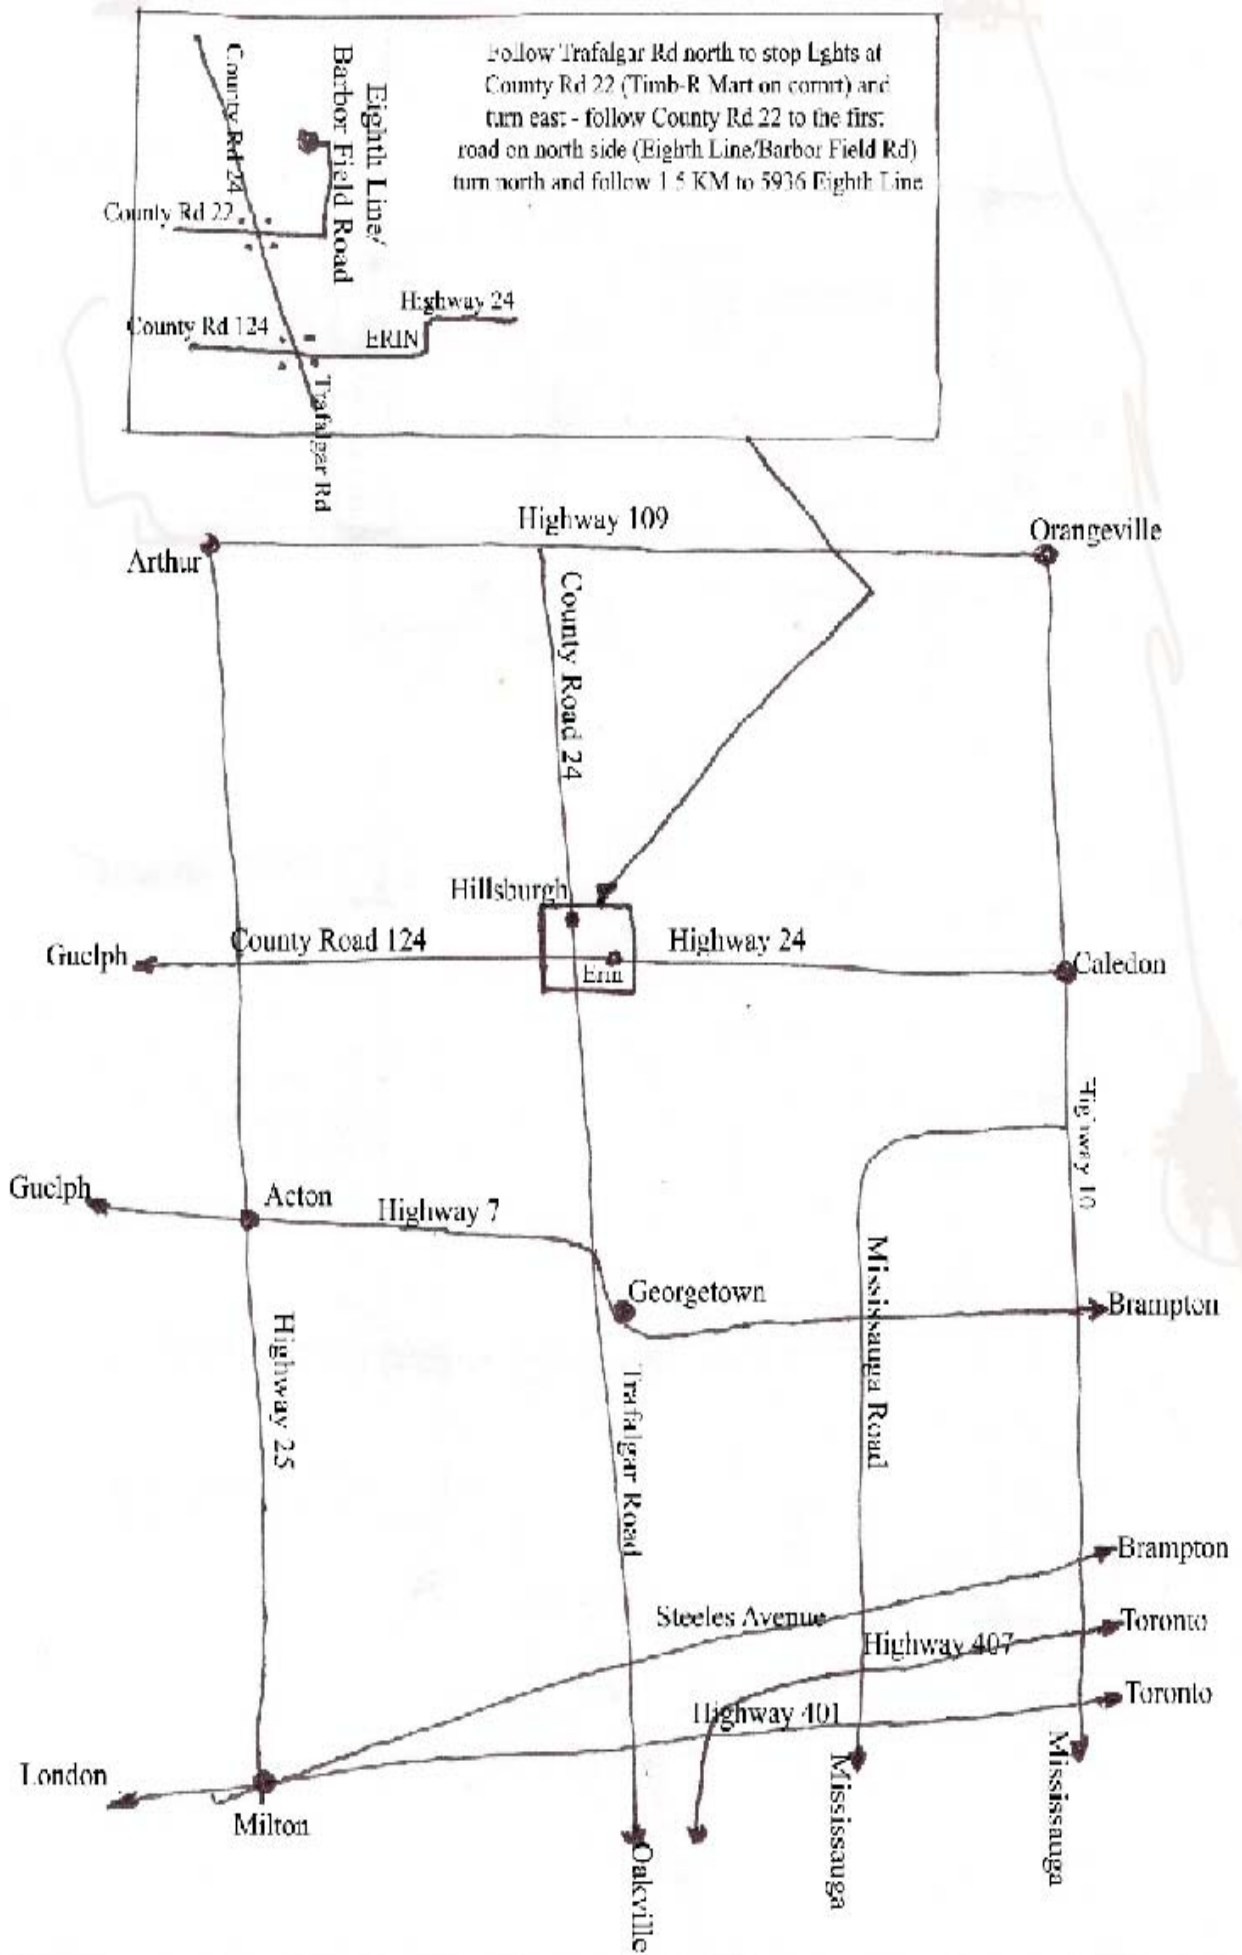 Follow Trafalgar Rd north to stop lights at
County Rd 22 (Timb-R Mart on cornrt) and
turn east - follow County Rd 22 to the first
road on north side (Eighth Line/Barbor Field Rd)
turn north and follow 1.5 KM to 5936 Eighth Line
County Rd 24
Eighth Line/
Barbor Field Road
County Rd 22
Highway 24
County Rd 124
ERIN
Trafalgar Rd
Highway 109
Orangeville
Arthur
County Road 24
Hillsburgh
County Road 124
Highway 24
Guelph
Erin
Caledon
Highway 10
Guelph
Acton
Highway 7
Georgetown
Brampton
Mississauga Road
Highway 25
Trafalgar Road
Brampton
Steeles Avenue
Toronto
Highway 407
Toronto
Highway 401
London
Milton
Oakville
Mississauga
Mississauga